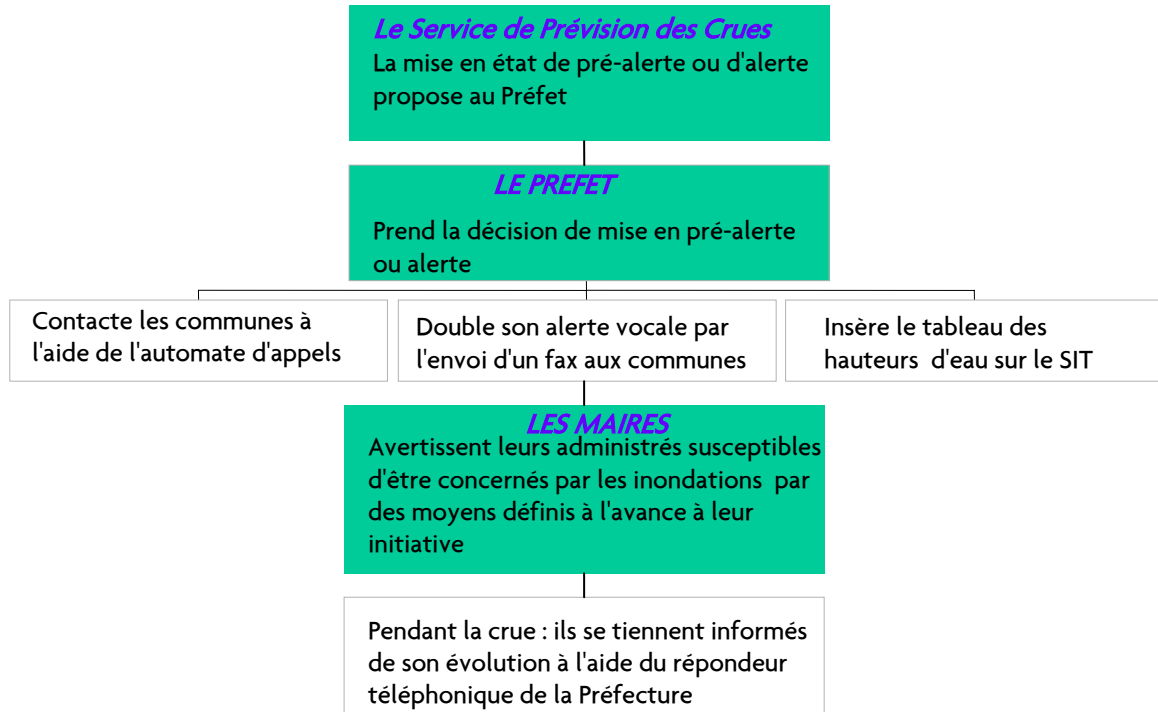 Le Service de Prévision des Crues
La mise en état de pré-alerte ou d'alerte
propose au Préfet
LE PREFET
Prend la décision de mise en pré-alerte
ou alerte
Contacte les communes à
l'aide de l'automate d'appels
Double son alerte vocale par
l'envoi d'un fax aux communes
Insère le tableau des
hauteurs d'eau sur le SIT
LES MAIRES
Avertissent leurs administrés susceptibles
d'être concernés par les inondations par
des moyens définis à l'avance à leur
initiative
Pendant la crue : ils se tiennent informés
de son évolution à l'aide du répondeur
téléphonique de la Préfecture